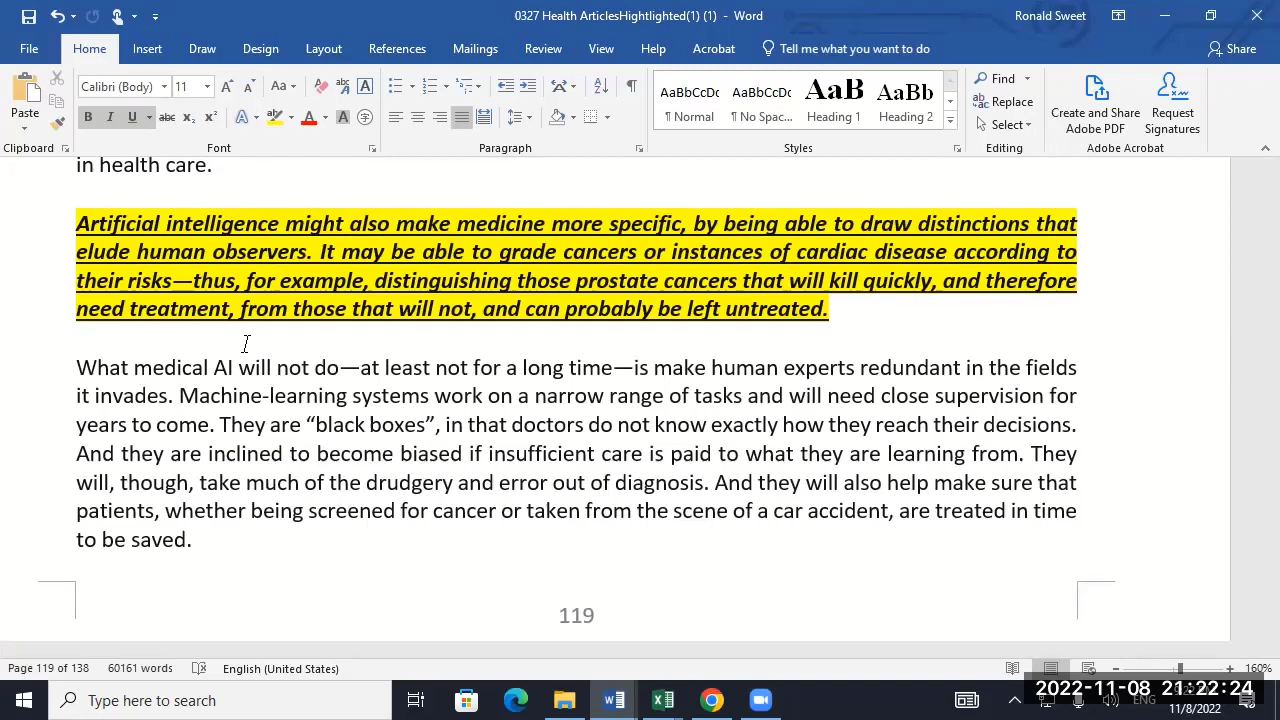 0327 Health ArticlesHightlighted(1) (1) - Word
Ronald Sweet
File Home Insert Draw Design Layout References Mailings Review View Help Acrobat Tell me what you want to do Share
Calibri (Body) 11
Paste
Clipboard Font Paragraph Styles Editing Adobe Acrobat
AaBbCcDc AaBbCcDc AaB AaBb
¶ Normal ¶ No Spac... Heading 1 Heading 2
Find
Replace
Select
Create and Share
Adobe PDF
Request
Signatures
in health care.
Artificial intelligence might also make medicine more specific, by being able to draw distinctions that
elude human observers. It may be able to grade cancers or instances of cardiac disease according to
their risks—thus, for example, distinguishing those prostate cancers that will kill quickly, and therefore
need treatment, from those that will not, and can probably be left untreated.
What medical AI will not do—at least not for a long time—is make human experts redundant in the fields
it invades. Machine-learning systems work on a narrow range of tasks and will need close supervision for
years to come. They are “black boxes”, in that doctors do not know exactly how they reach their decisions.
And they are inclined to become biased if insufficient care is paid to what they are learning from. They
will, though, take much of the drudgery and error out of diagnosis. And they will also help make sure that
patients, whether being screened for cancer or taken from the scene of a car accident, are treated in time
to be saved.
119
Page 119 of 138 60161 words English (United States) 160%
Type here to search
2022-11-08 21:22:24
ENG
11/8/2022